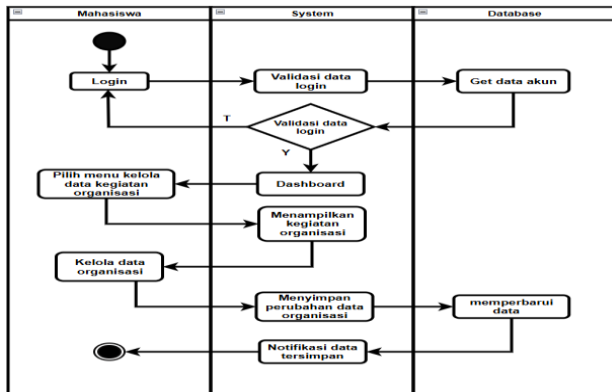 Mahasiswa
System
Database
Login
Validasi data
login
Get data akun
T
Validasi data
login
Y
Pilih menu kelola
data kegiatan
organisasi
Dashboard
Menampilkan
kegiatan
organisasi
Kelola data
organisasi
Menyimpan
perubahan data
organisasi
memperbarui
data
Notifikasi data
tersimpan